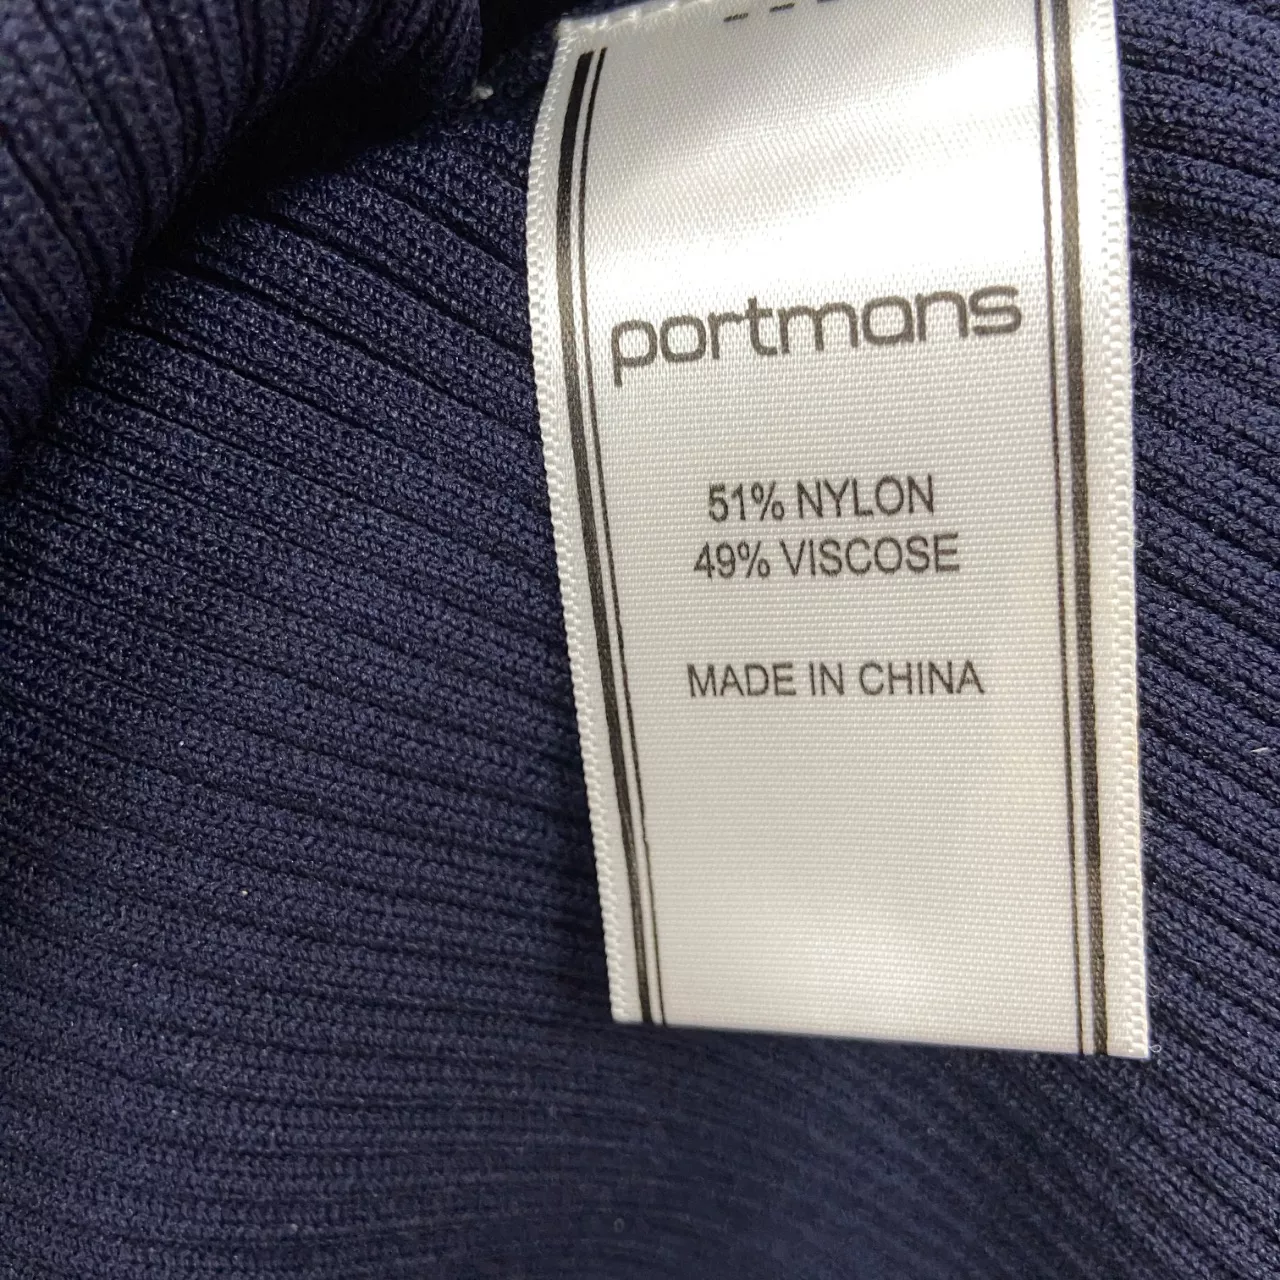 portmans
51% NYLON
49% VISCOSE
MADE IN CHINA